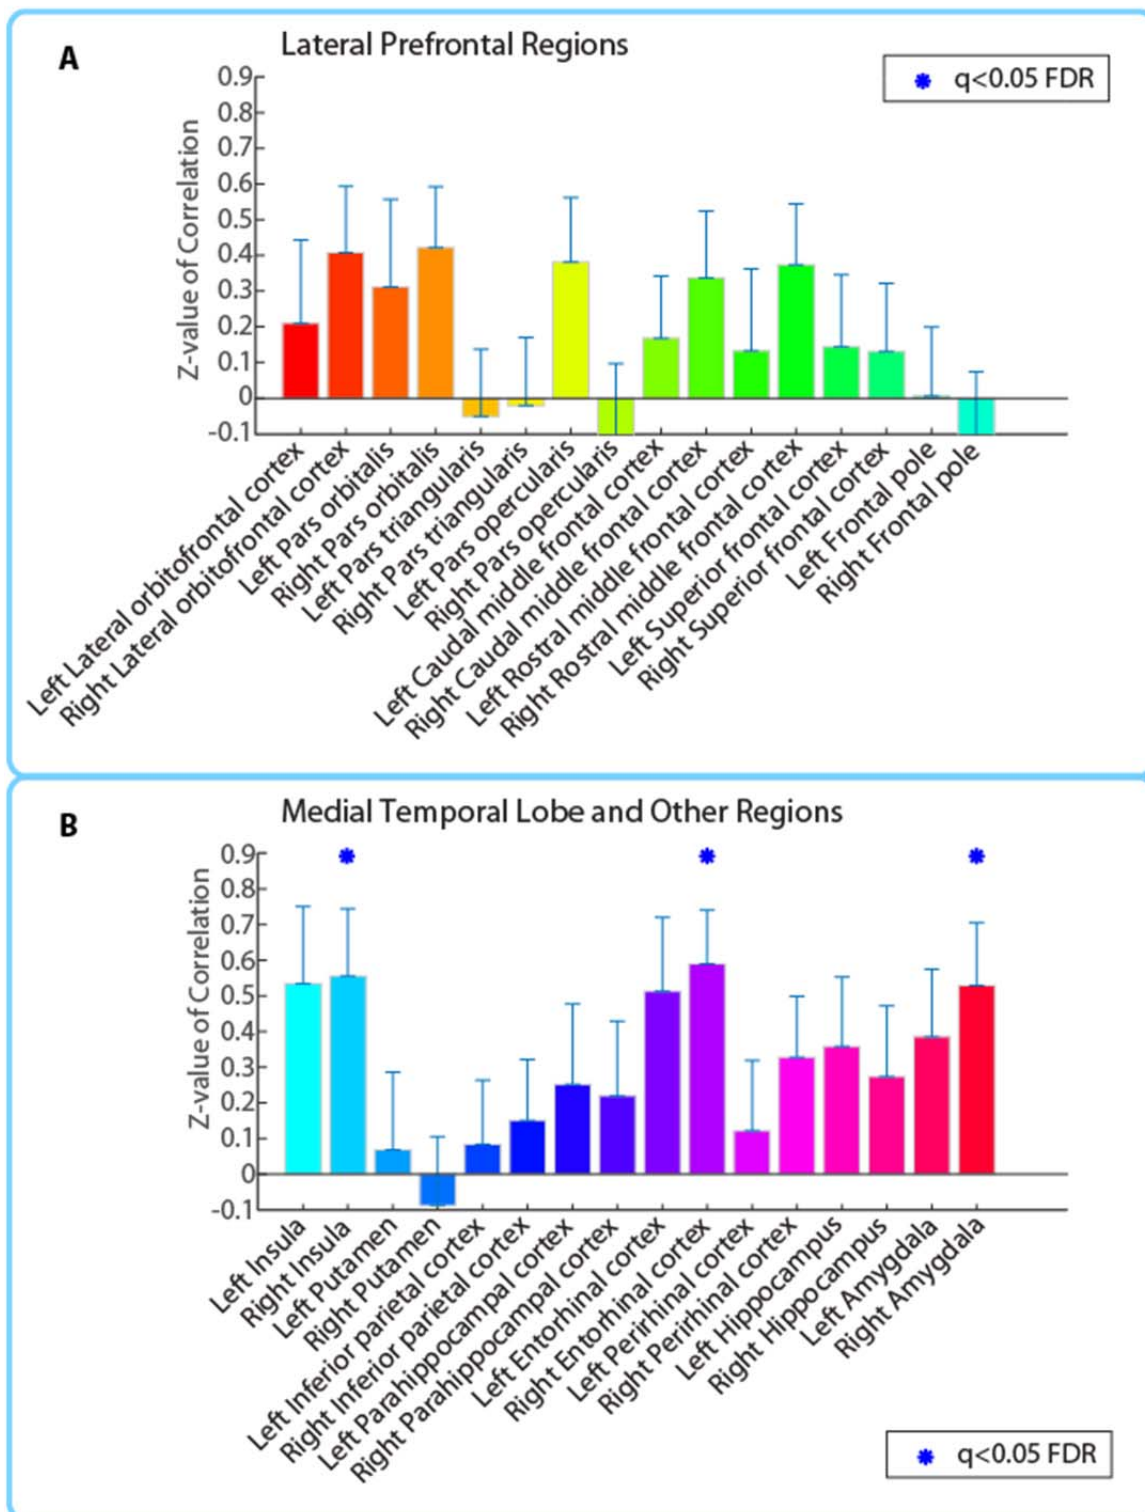 A
Lateral Prefrontal Regions
q<0.05 FDR
Z-value of Correlation
0.9
0.8
0.7
0.6
0.5
0.4
0.3
0.2
0.1
0
-0.1
Left Lateral orbitofrontal cortex
Right Lateral orbitofrontal cortex
Left Pars orbitalis
Right Pars orbitalis
Left Pars triangularis
Right Pars triangularis
Left Pars opercularis
Right Pars opercularis
Left Caudal middle frontal cortex
Right Caudal middle frontal cortex
Left Rostral middle frontal cortex
Right Rostral middle frontal cortex
Left Superior frontal cortex
Right Superior frontal cortex
Left Frontal pole
Right Frontal pole
B
Medial Temporal Lobe and Other Regions
Z-value of Correlation
0.9
0.8
0.7
0.6
0.5
0.4
0.3
0.2
0.1
0
-0.1
Left Insula
Right Insula
Left Putamen
Right Putamen
Left Inferior parietal cortex
Right Inferior parietal cortex
Left Parahippocampal cortex
Right Parahippocampal cortex
Left Entorhinal cortex
Right Entorhinal cortex
Left Perirhinal cortex
Right Perirhinal cortex
Left Hippocampus
Right Hippocampus
Left Amygdala
Right Amygdala
q<0.05 FDR